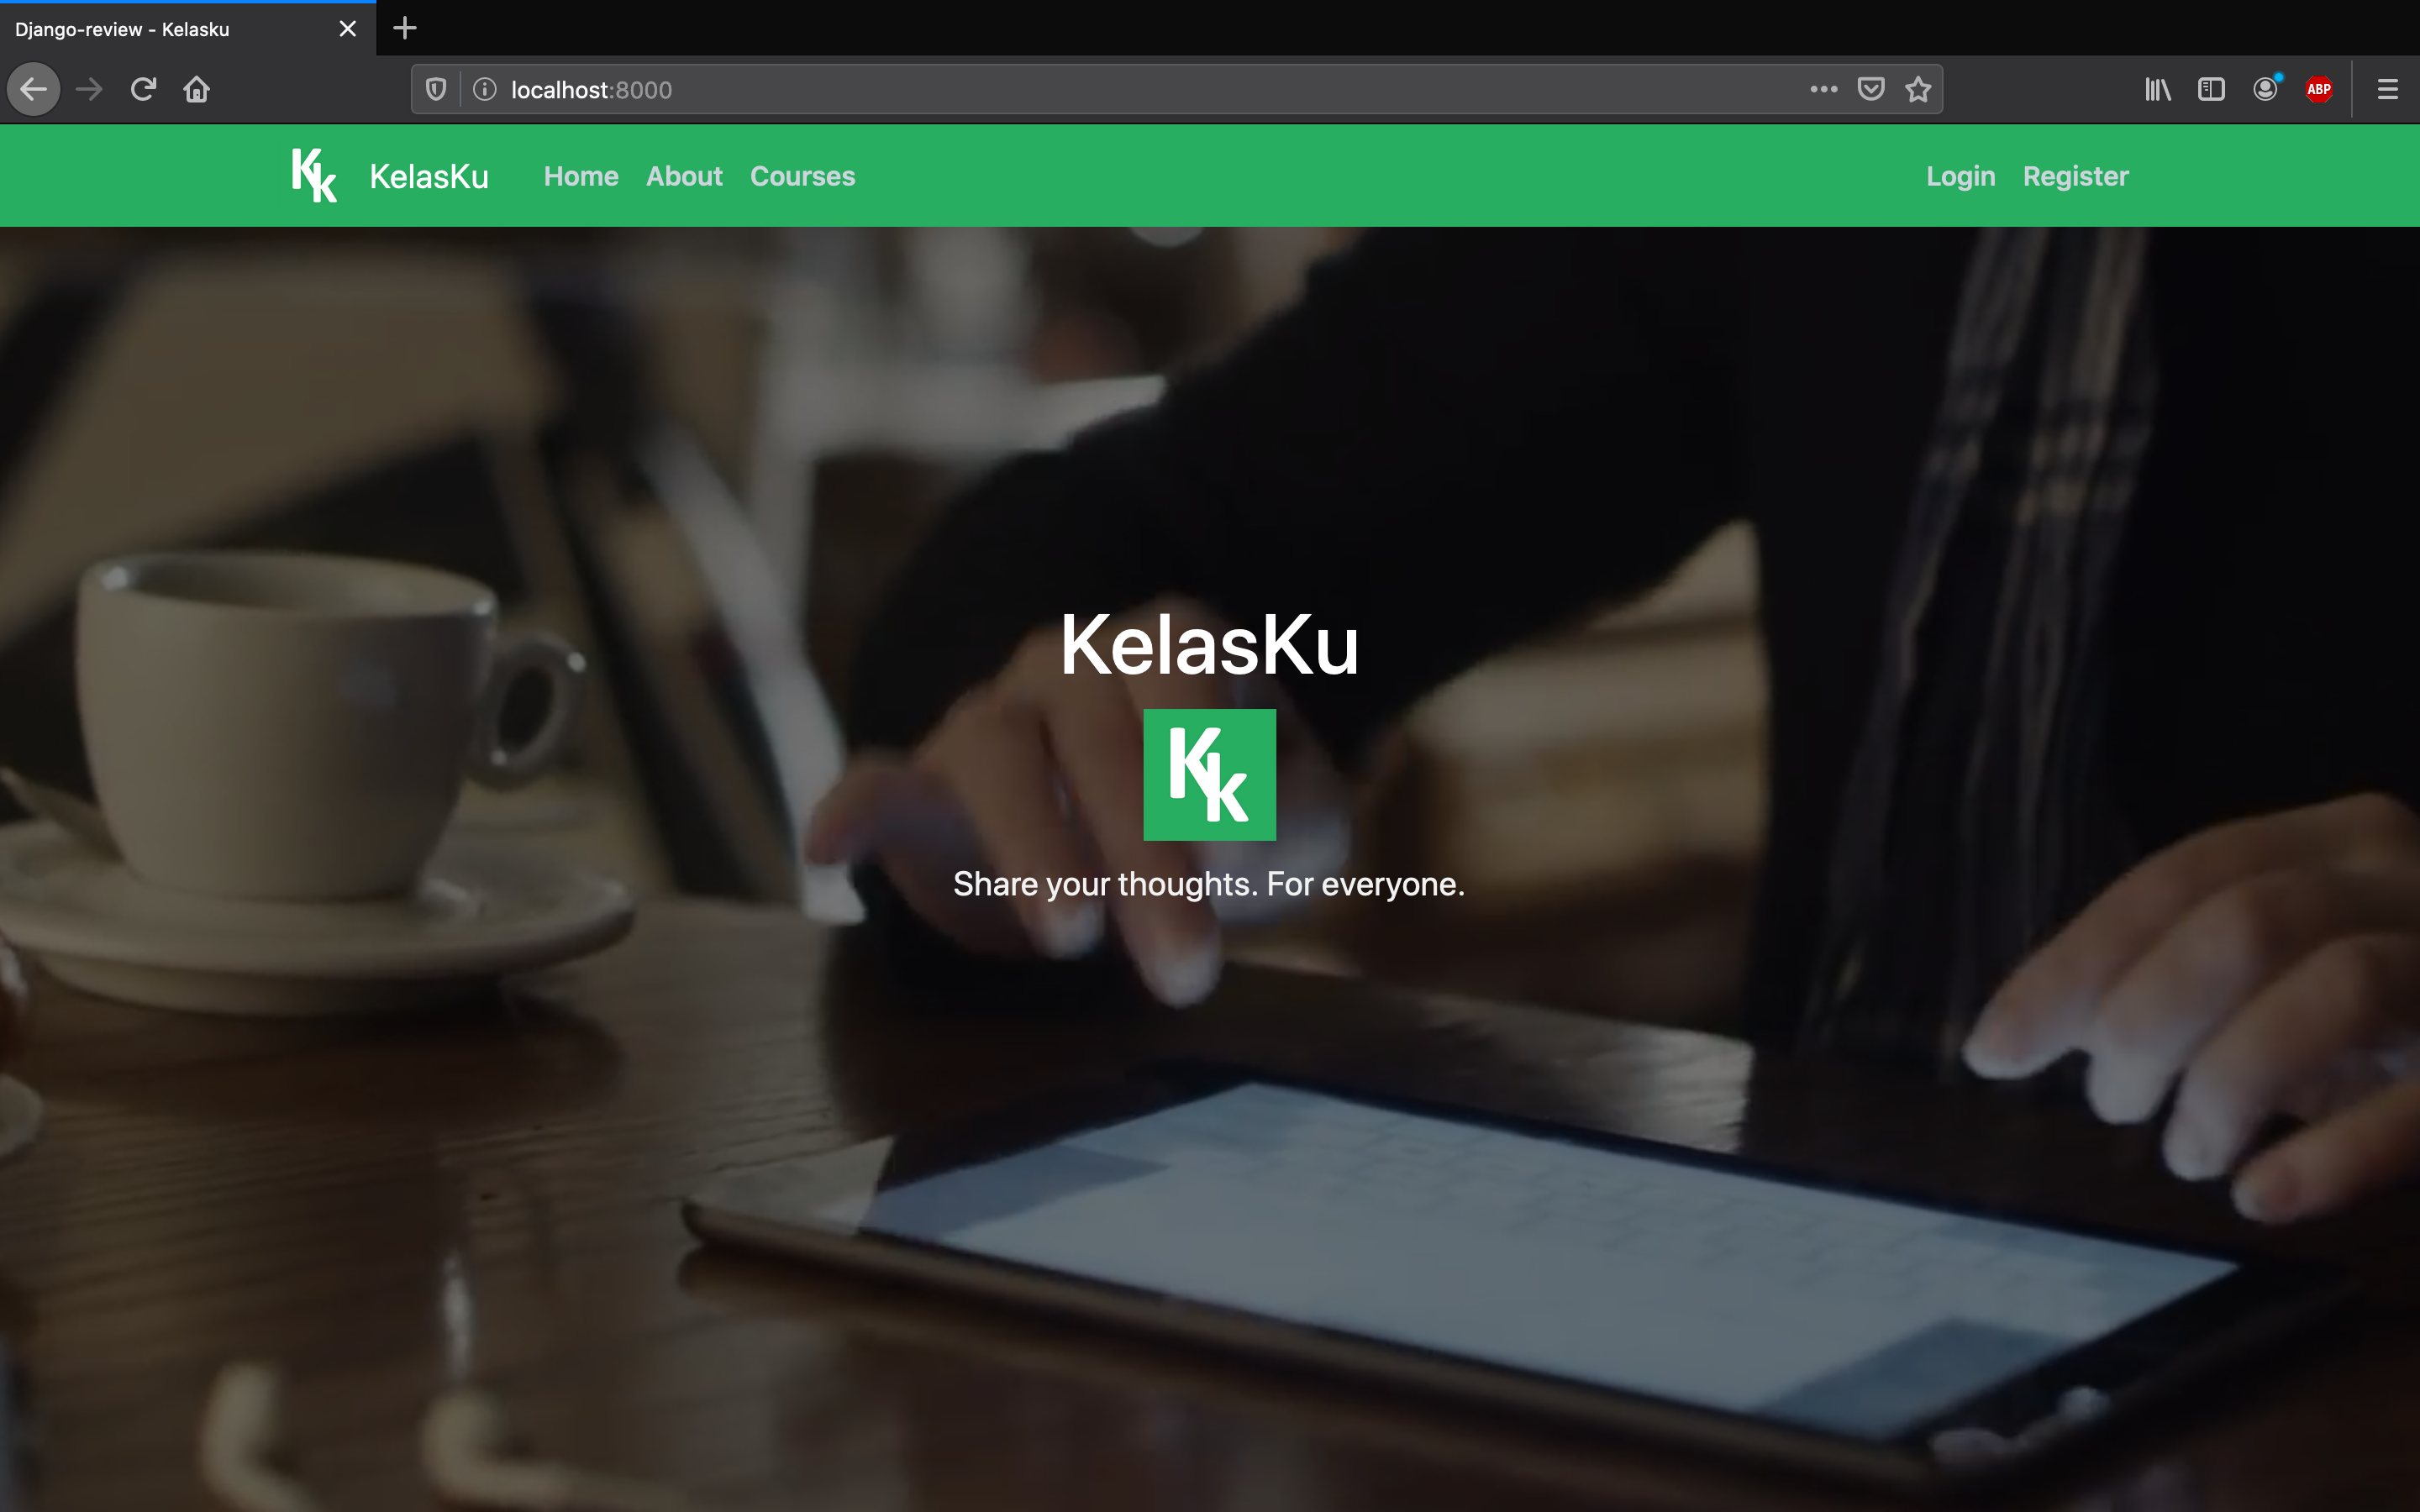 Django-review - Kelasku
localhost:8000
ABP
Kk KelasKu Home About Courses Login Register
KelasKu
Kk
Share your thoughts. For everyone.